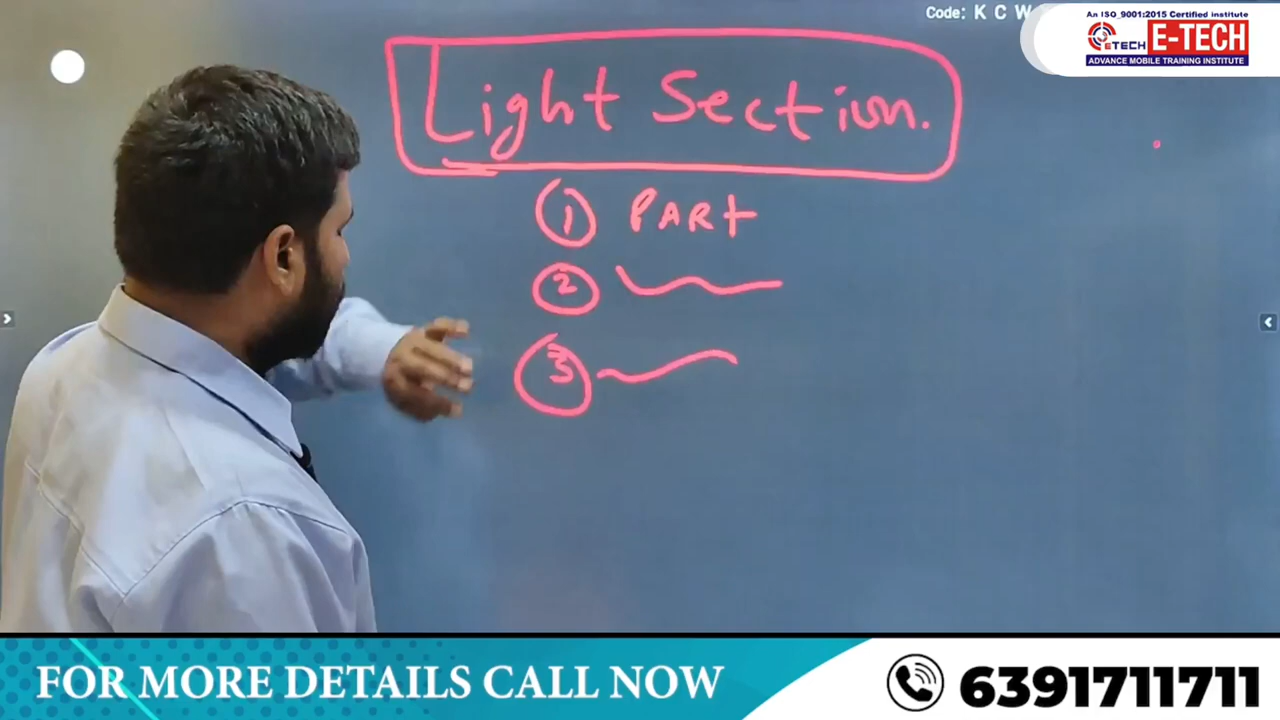 Code: K C W
An ISO 9001:2015 Certified institute
ETECH E-TECH
ADVANCE MOBILE TRAINING INSTITUTE
Light Section.
1 PART
2
3
FOR MORE DETAILS CALL NOW
6391711711